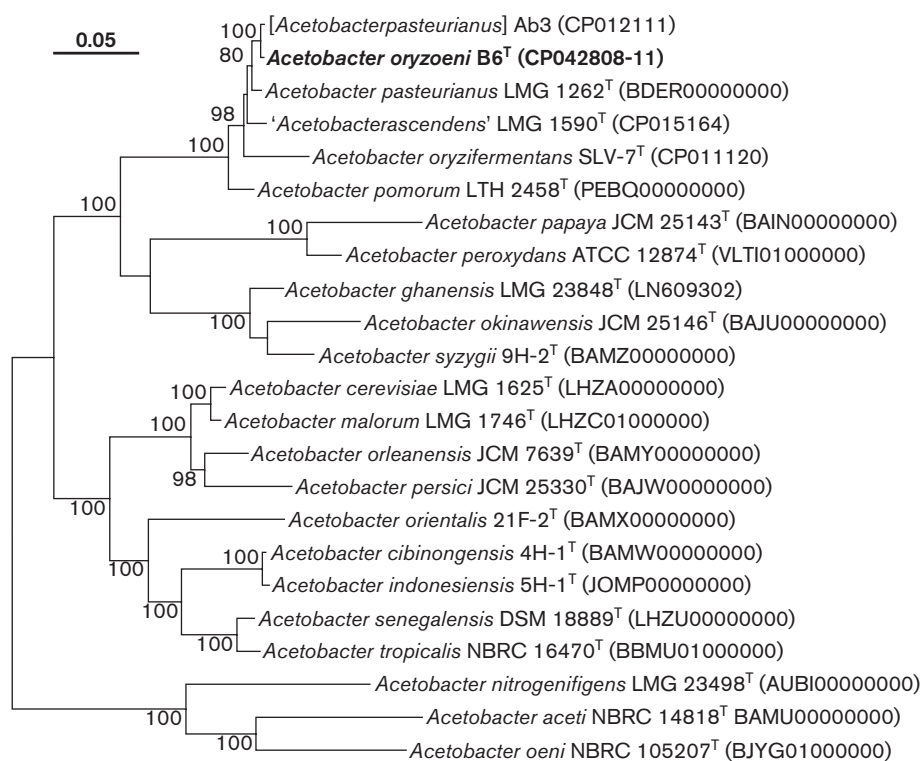 0.05
100
[Acetobacterpasteurianus] Ab3 (CP012111)
80
Acetobacter oryzoeni B6ᵀ (CP042808-11)
Acetobacter pasteurianus LMG 1262ᵀ (BDER00000000)
98
'Acetobacterascendens' LMG 1590ᵀ (CP015164)
100
Acetobacter oryzifermentans SLV-7ᵀ (CP011120)
Acetobacter pomorum LTH 2458ᵀ (PEBQ00000000)
100
100
Acetobacter papaya JCM 25143ᵀ (BAIN00000000)
Acetobacter peroxydans ATCC 12874ᵀ (VLTI01000000)
Acetobacter ghanensis LMG 23848ᵀ (LN609302)
100
Acetobacter okinawensis JCM 25146ᵀ (BAJU00000000)
Acetobacter syzygii 9H-2ᵀ (BAMZ00000000)
100
Acetobacter cerevisiae LMG 1625ᵀ (LHZA00000000)
100
Acetobacter malorum LMG 1746ᵀ (LHZC01000000)
Acetobacter orleanensis JCM 7639ᵀ (BAMY00000000)
98
Acetobacter persici JCM 25330ᵀ (BAJW00000000)
100
Acetobacter orientalis 21F-2ᵀ (BAMX00000000)
100
Acetobacter cibinongensis 4H-1ᵀ (BAMW00000000)
100
Acetobacter indonesiensis 5H-1ᵀ (JOMP00000000)
100
Acetobacter senegalensis DSM 18889ᵀ (LHZU00000000)
100
Acetobacter tropicalis NBRC 16470ᵀ (BBMU01000000)
Acetobacter nitrogenifigens LMG 23498ᵀ (AUBI00000000)
100
Acetobacter aceti NBRC 14818ᵀ BAMU00000000)
100
Acetobacter oeni NBRC 105207ᵀ (BJYG01000000)